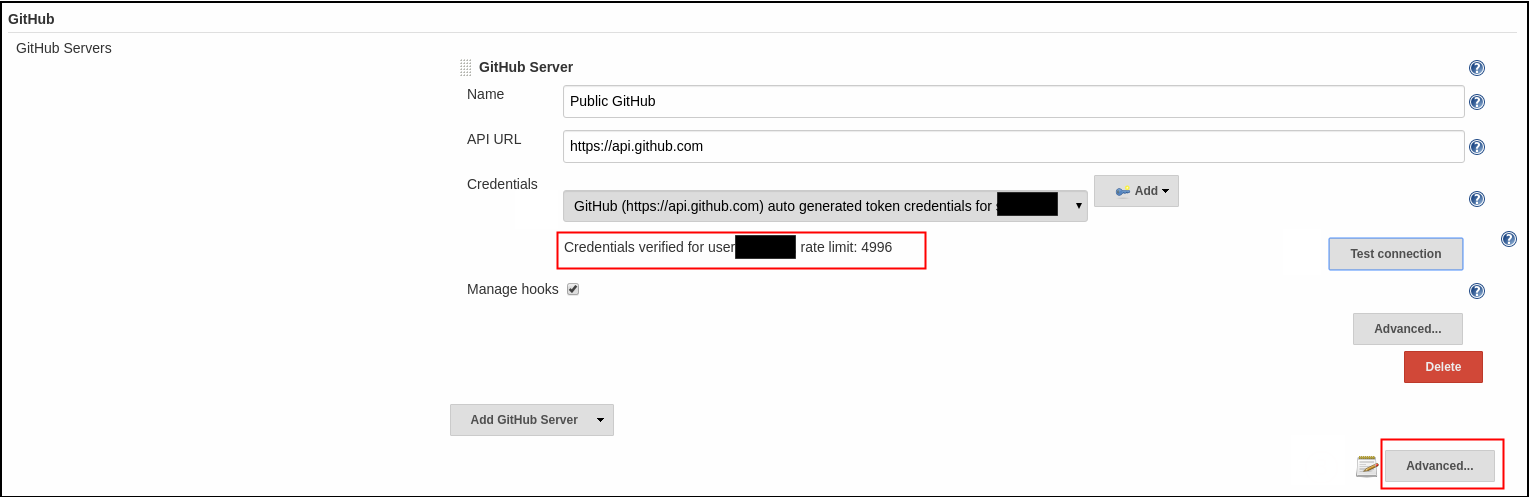 GitHub
GitHub Servers
GitHub Server
Name
Public GitHub
API URL
https://api.github.com
Credentials
GitHub (https://api.github.com) auto generated token credentials for
Add
Credentials verified for user rate limit: 4996
Test connection
Manage hooks
Advanced...
Delete
Add GitHub Server
Advanced...